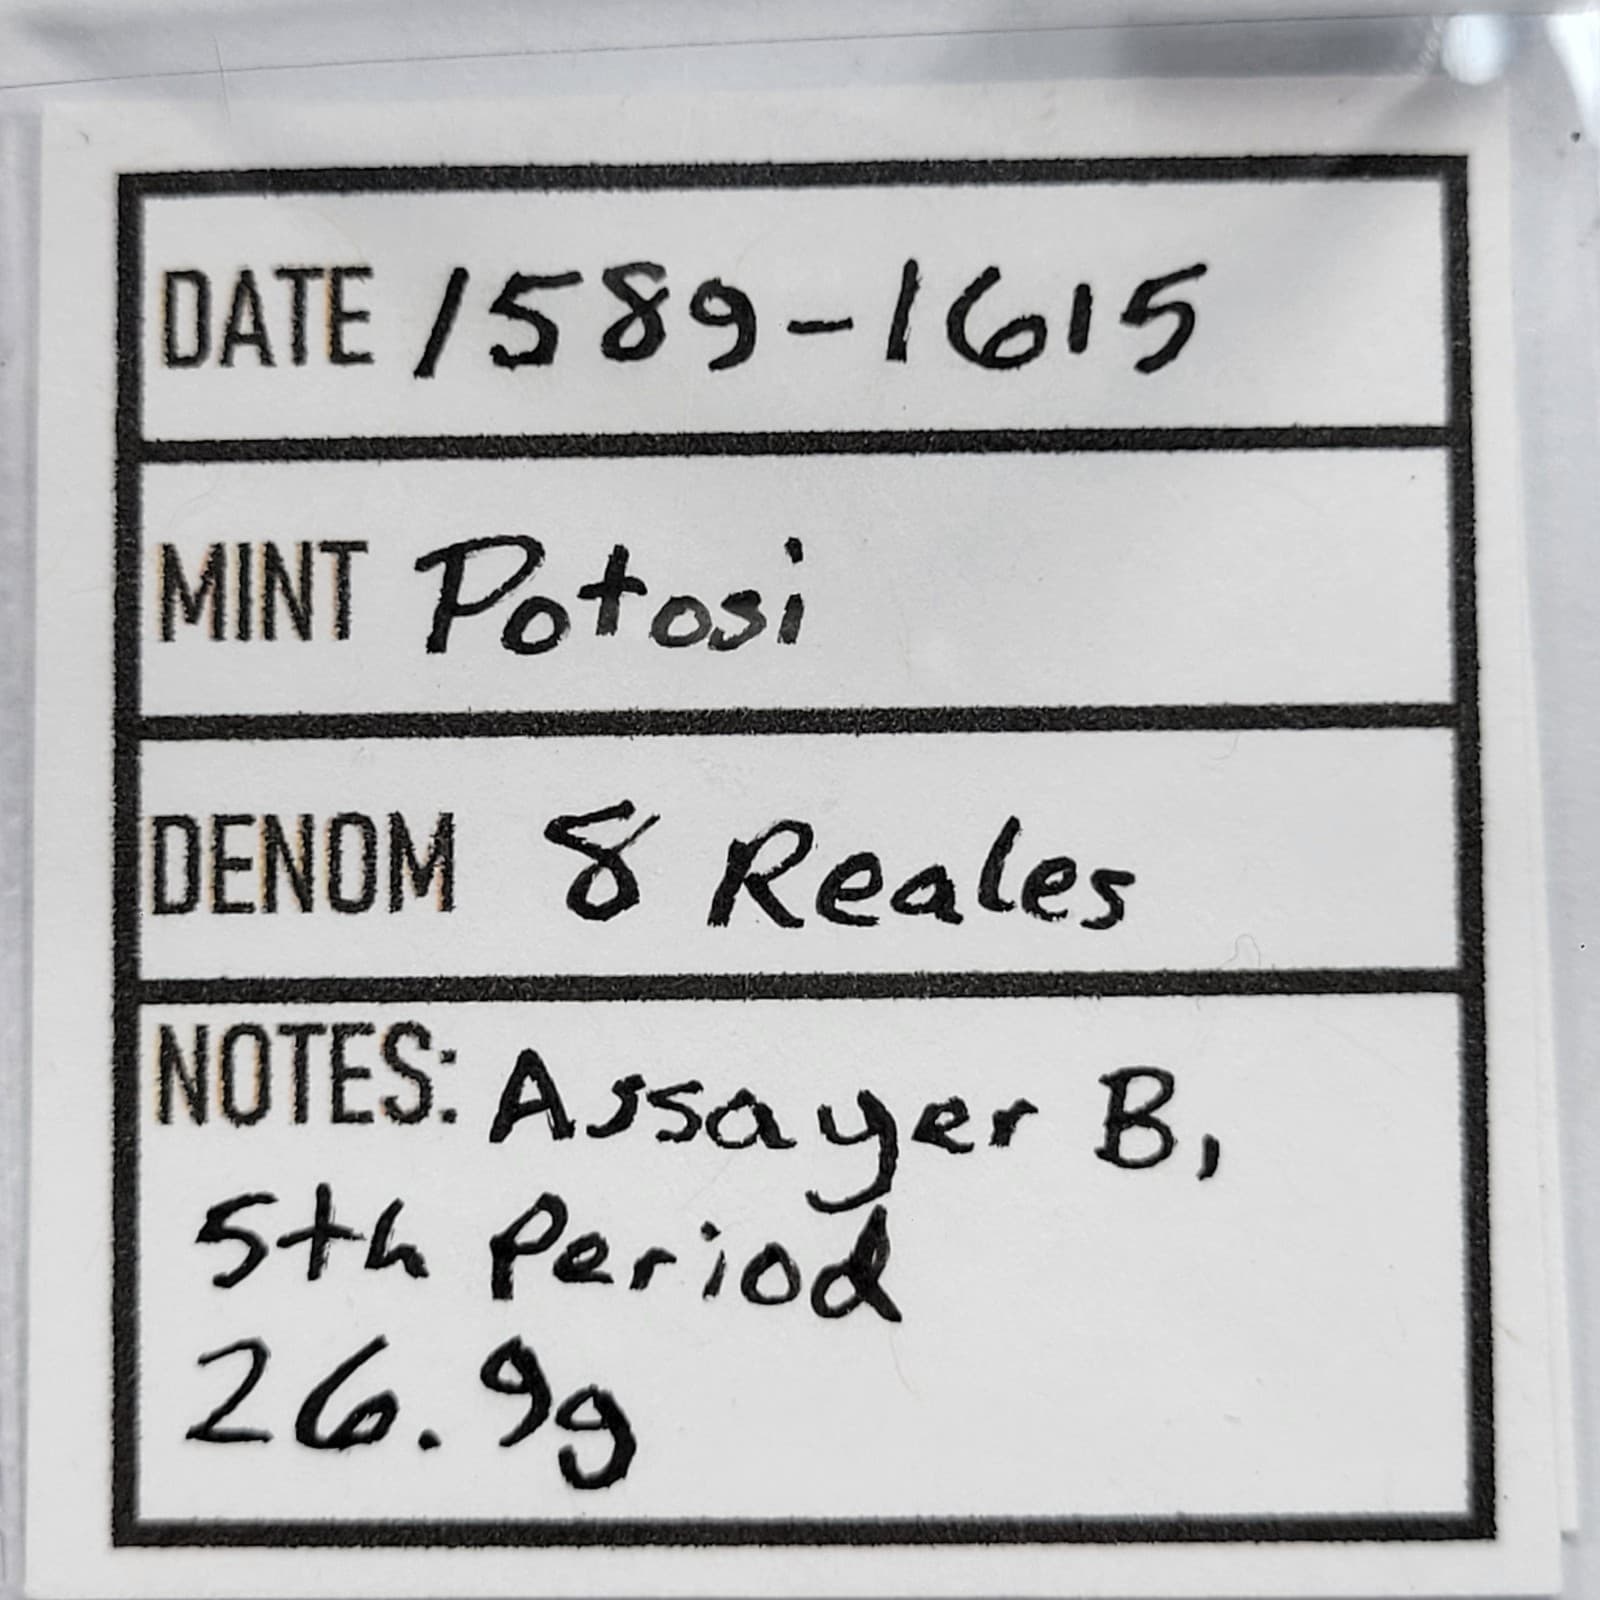 DATE 1589-1615
MINT Potosi
DENOM 8 Reales
NOTES: Assayer B,
5th Period
26.9g